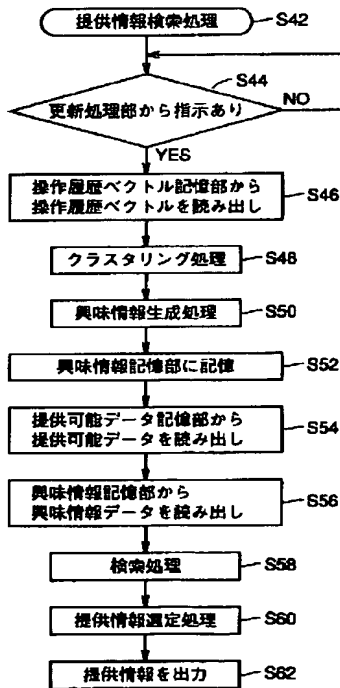 提供情報検索処理 S42
S44
更新処理部から指示あり NO
YES
操作履歴ベクトル記憶部から
操作履歴ベクトルを読み出し S46
クラスタリング処理 S48
興味情報生成処理 S50
興味情報記憶部に記憶 S52
提供可能データ記憶部から
提供可能データを読み出し S54
興味情報記憶部から
興味情報データを読み出し S56
検索処理 S58
提供情報選定処理 S60
提供情報を出力 S62